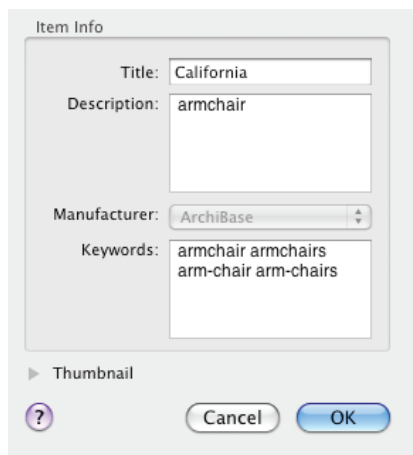 Item Info
Title: California
Description: armchair
Manufacturer: ArchiBase
Keywords: armchair armchairs
arm-chair arm-chairs
Thumbnail
? Cancel OK